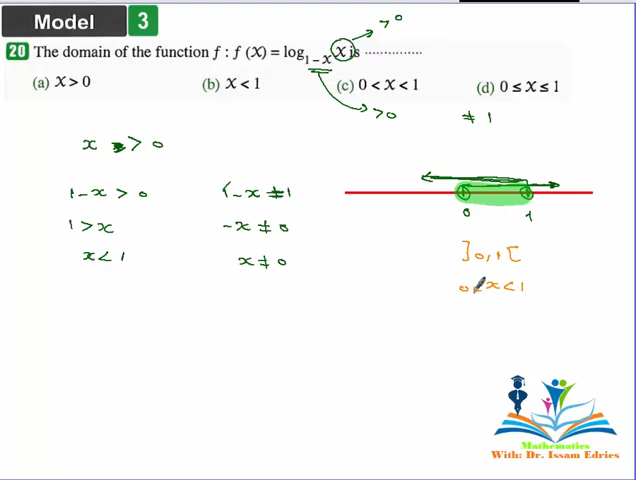 Model 3
> 0
20 The domain of the function f : f (X) = log₁₋ₓ X is ...............
(a) X > 0 (b) X < 1 (c) 0 < X < 1 (d) 0 ≤ X ≤ 1
> 0 ≠ 1
x > 0
1 - x > 0 1 - x ≠ 1
1 > x -x ≠ 0
x < 1 x ≠ 0
0 1
]0,1[
0 < x < 1
Mathematics
With: Dr. Issam Edries